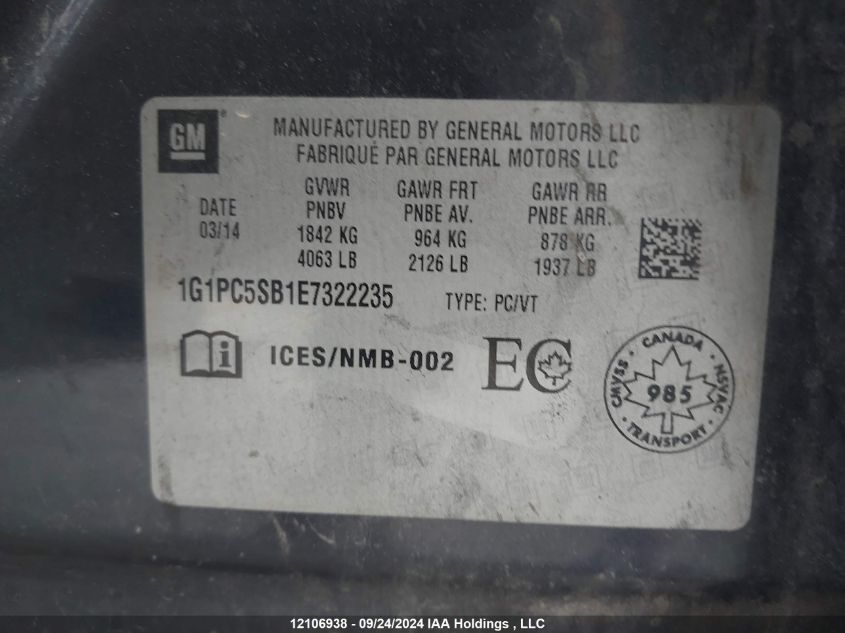 GM ®
MANUFACTURED BY GENERAL MOTORS LLC
FABRIQUÉ PAR GENERAL MOTORS LLC
DATE
03/14
GVWR
PNBV
1842 KG
4063 LB
GAWR FRT
PNBE AV.
964 KG
2126 LB
GAWR RR
PNBE ARR.
878 KG
1937 LB
1G1PC5SB1E7322235 TYPE: PC/VT
i ICES/NMB-002 EC
CANADA
CMVSS 985 NSVAC
TRANSPORT
12106938 - 09/24/2024 IAA Holdings , LLC